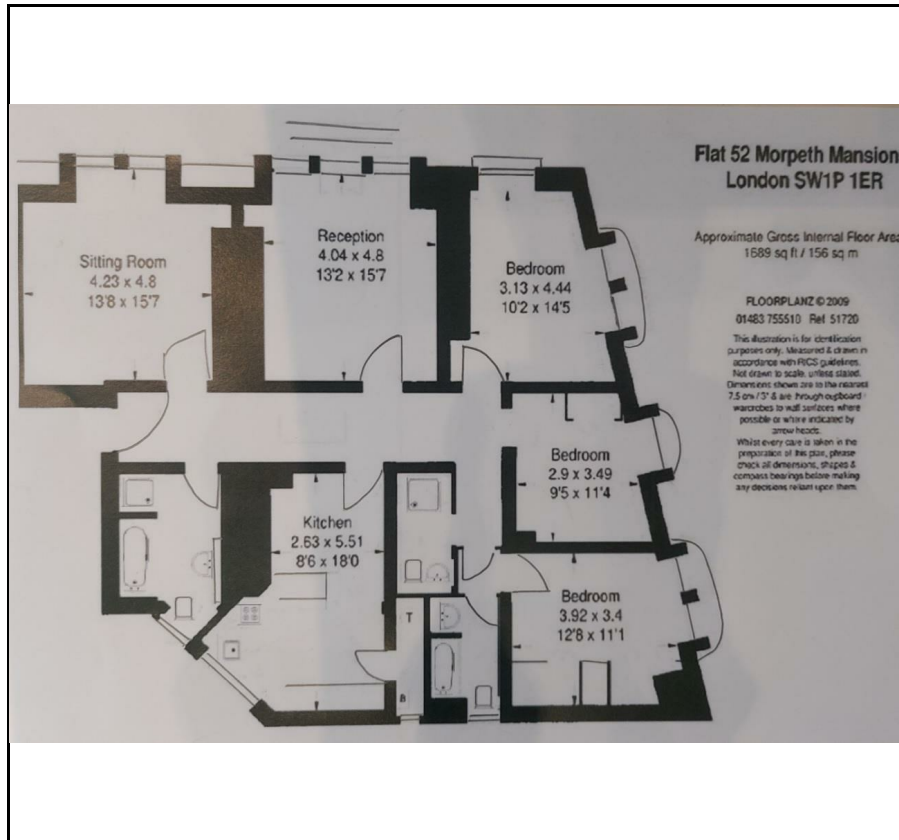 Flat 52 Morpeth Mansion
London SW1P 1ER
Approximate Gross Internal Floor Area
1689 sq ft / 156 sq m
FLOORPLANZ © 2009
01483 755510 Ref 51720
This illustration is for identification
purposes only. Measured & drawn in
accordance with RICS guidelines.
Not drawn to scale, unless stated.
Dimensions shown are to the nearest
7.5 cm / 3" & are through cupboard
wardrobes to wall surfaces where
possible or where indicated by
arrow heads.
Whilst every care is taken in the
preparation of this plan, please
check all dimensions, shapes &
compass bearings before making
any decisions reliant upon them.
Sitting Room
4.23 x 4.8
13'8 x 15'7
Reception
4.04 x 4.8
13'2 x 15'7
Bedroom
3.13 x 4.44
10'2 x 14'5
Bedroom
2.9 x 3.49
9'5 x 11'4
Kitchen
2.63 x 5.51
8'6 x 18'0
Bedroom
3.92 x 3.4
12'8 x 11'1
T
B